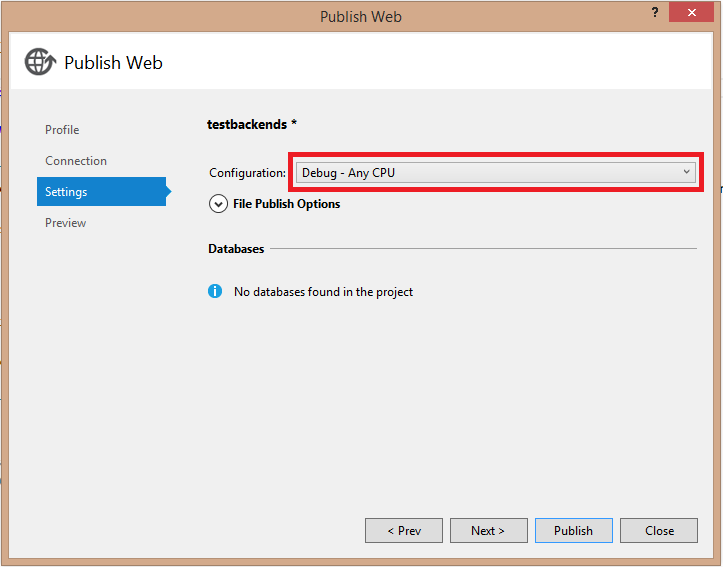 Publish Web
?
Publish Web
Profile
Connection
Settings
Preview
testbackends *
Configuration: Debug - Any CPU
File Publish Options
Databases
No databases found in the project
< Prev Next > Publish Close